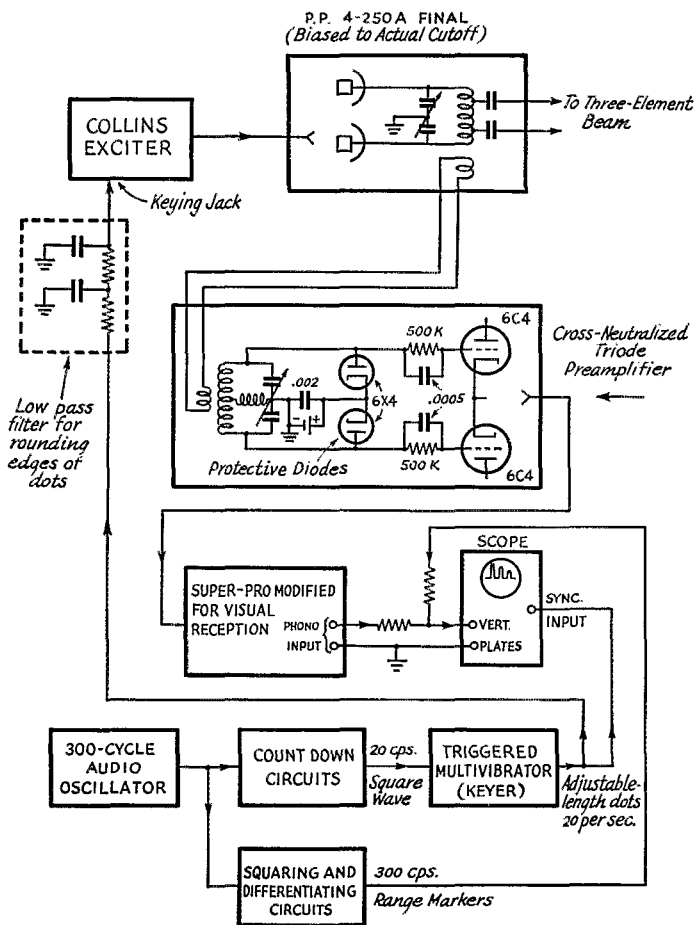 P.P. 4-250A FINAL
(Biased to Actual Cutoff)
COLLINS
EXCITER
To Three-Element
Beam
Keying Jack
Low pass
filter for
rounding
edges of
dots
500 K
6C4
.002
6X4
.0005
- +
Protective Diodes
500 K
6C4
Cross-Neutralized
Triode
Preamplifier
SUPER-PRO MODIFIED
FOR VISUAL
RECEPTION
PHONO
INPUT
SCOPE
VERT.
PLATES
SYNC.
INPUT
300-CYCLE
AUDIO
OSCILLATOR
COUNT DOWN
CIRCUITS
20 cps.
Square
Wave
TRIGGERED
MULTIVIBRATOR
(KEYER)
Adjustable-
length dots
20 per sec.
SQUARING AND
DIFFERENTIATING
CIRCUITS
300 cps.
Range Markers